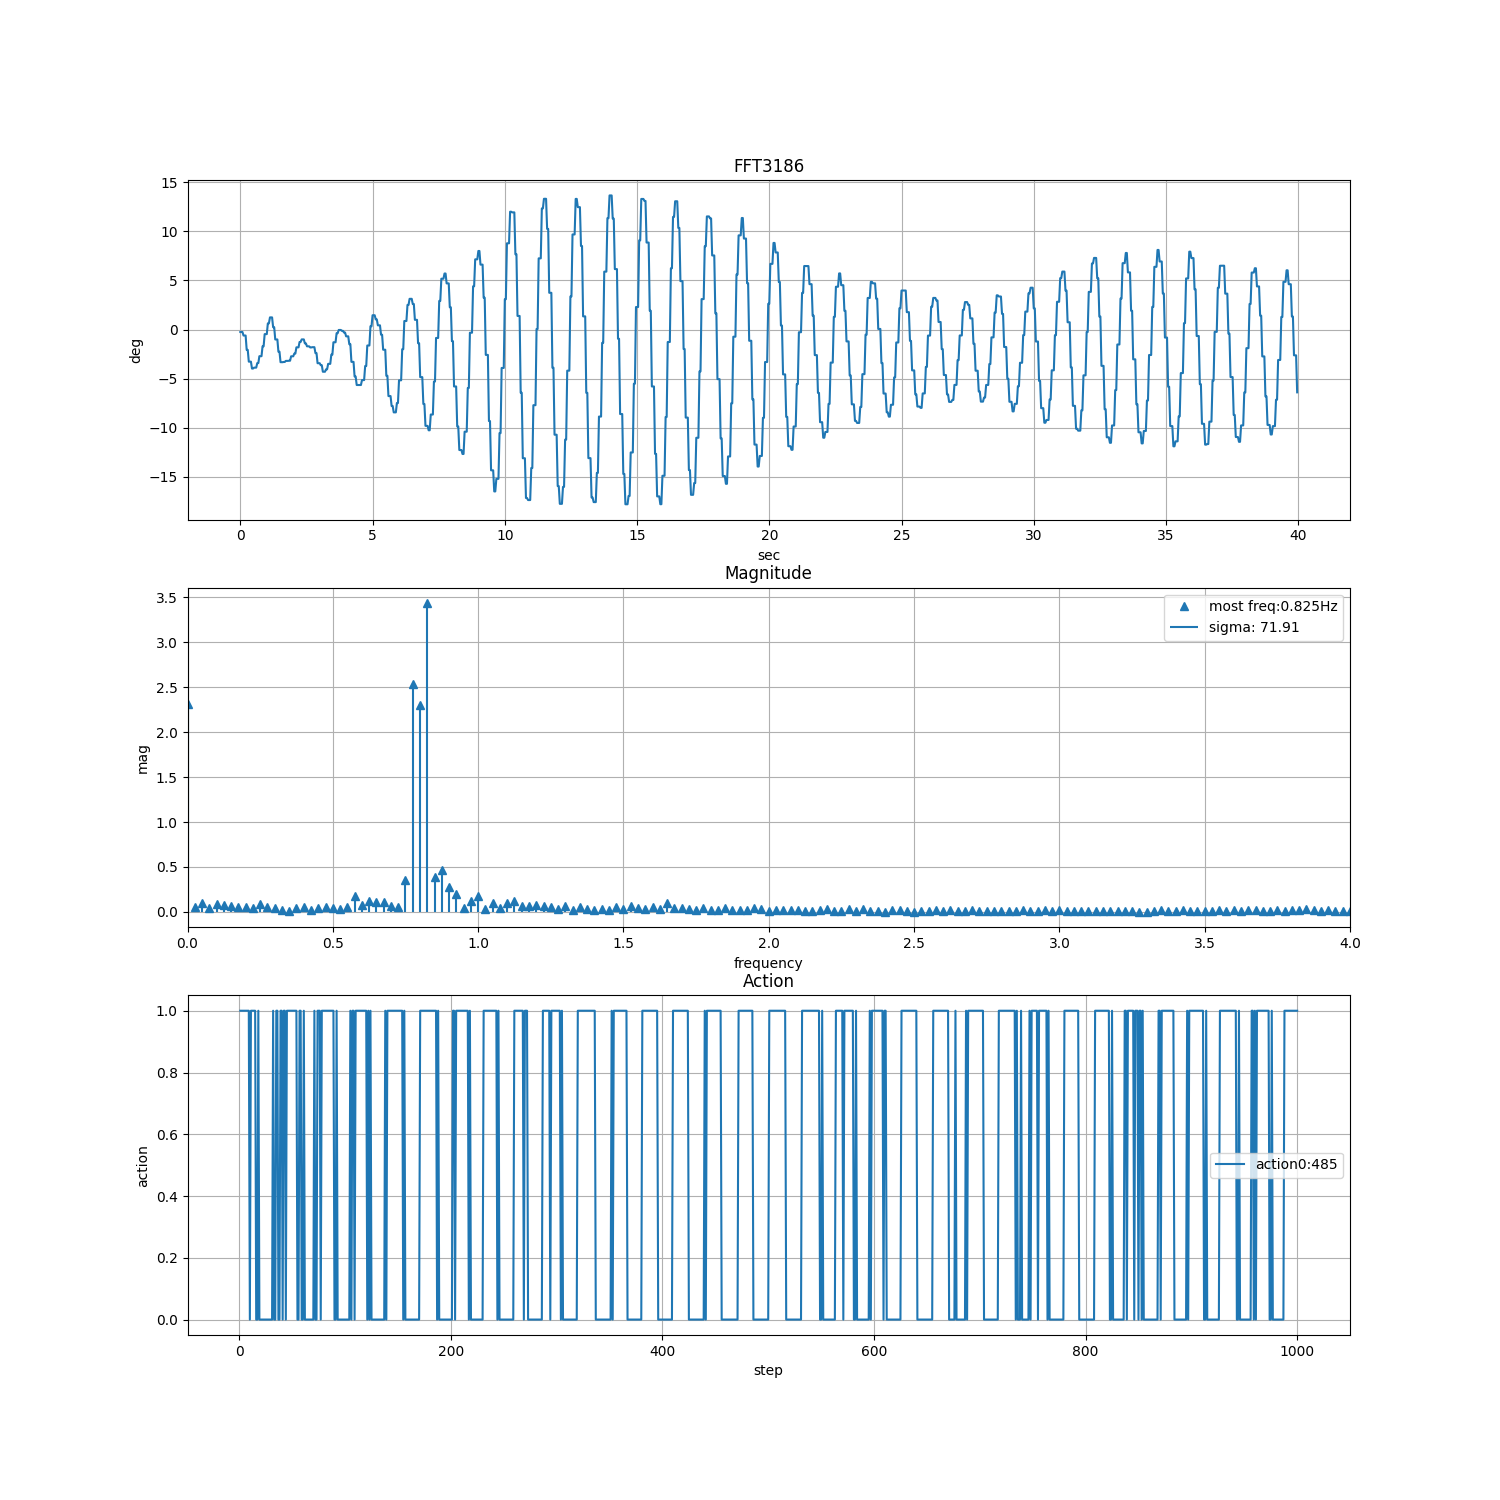 FFT3186
15
10
5
0
−5
−10
−15
deg
0 5 10 15 20 25 30 35 40
sec
Magnitude
3.5
3.0
2.5
2.0
1.5
1.0
0.5
0.0
mag
most freq:0.825Hz
sigma: 71.91
0.0 0.5 1.0 1.5 2.0 2.5 3.0 3.5 4.0
frequency
Action
1.0
0.8
0.6
0.4
0.2
0.0
action
action0:485
0 200 400 600 800 1000
step